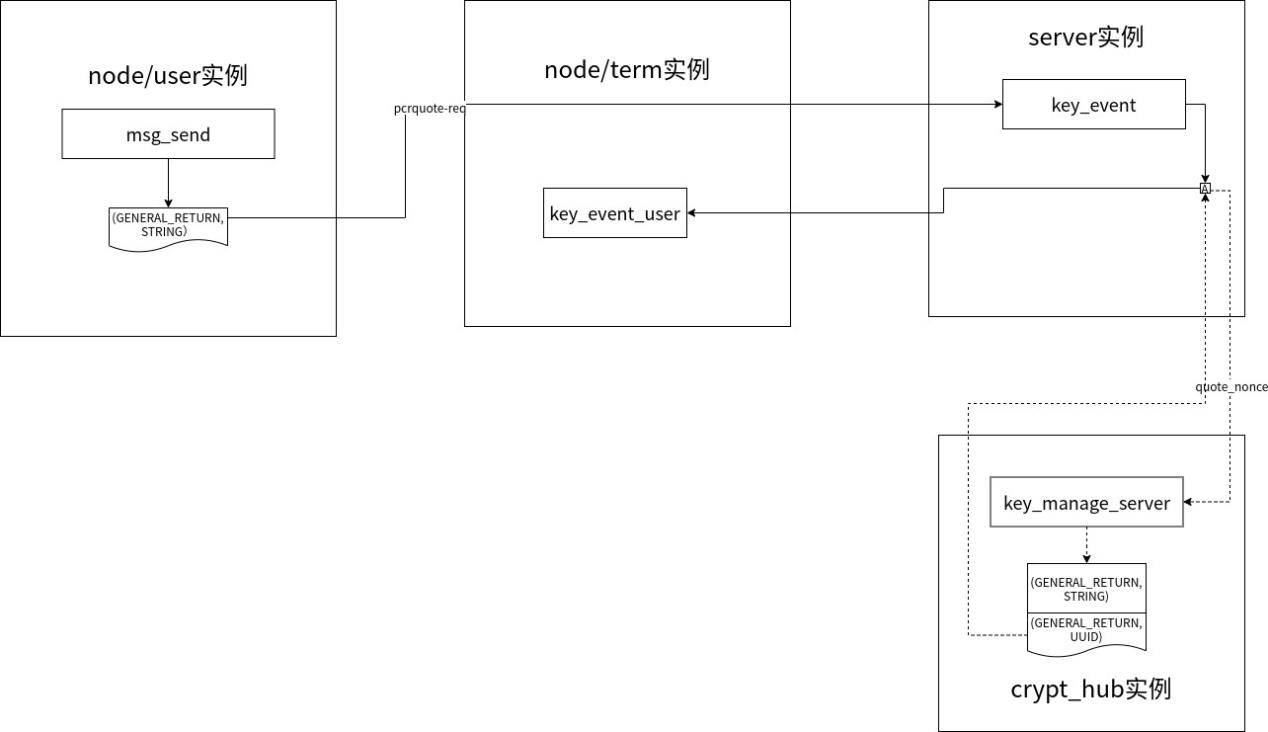 node/user实例
msg_send
(GENERAL_RETURN,
STRING)
pcrquote-req
node/term实例
key_event_user
server实例
key_event
A
quote_nonce
key_manage_server
(GENERAL_RETURN,
STRING)
(GENERAL_RETURN,
UUID)
crypt_hub实例